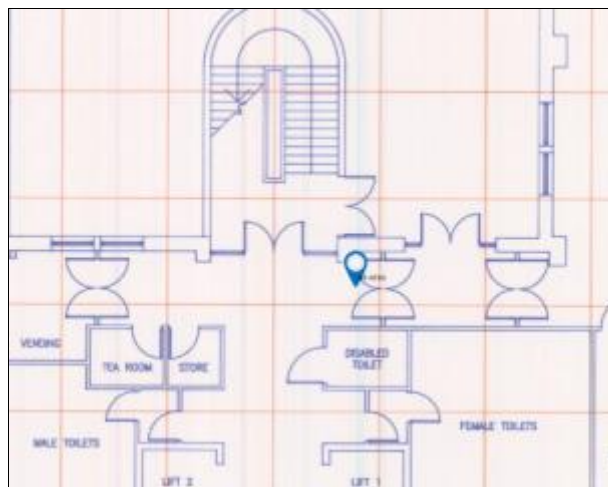 VENDING
TEA ROOM
STORE
DISABLED
TOILET
MALE TOILETS
FEMALE TOILETS
LIFT 2
LIFT 1